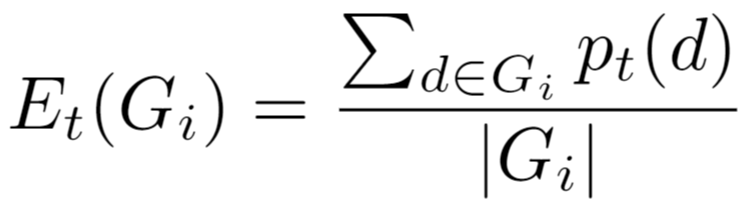 E_t(G_i) = \frac{\sum_{d \in G_i} p_t(d)}{|G_i|}